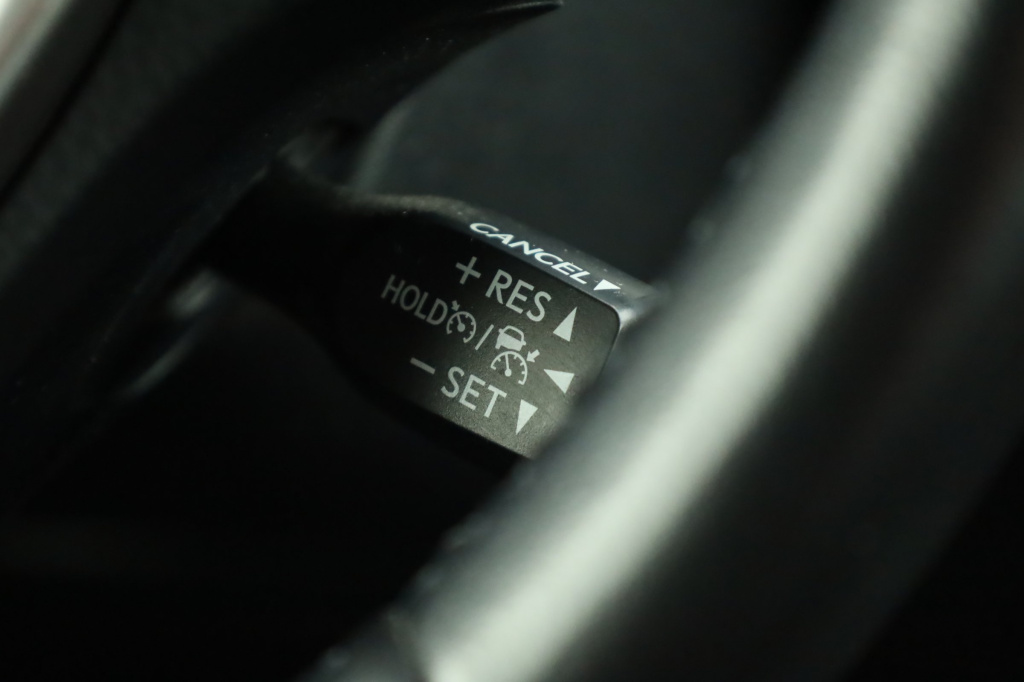 CANCEL
+ RES
HOLD /
- SET